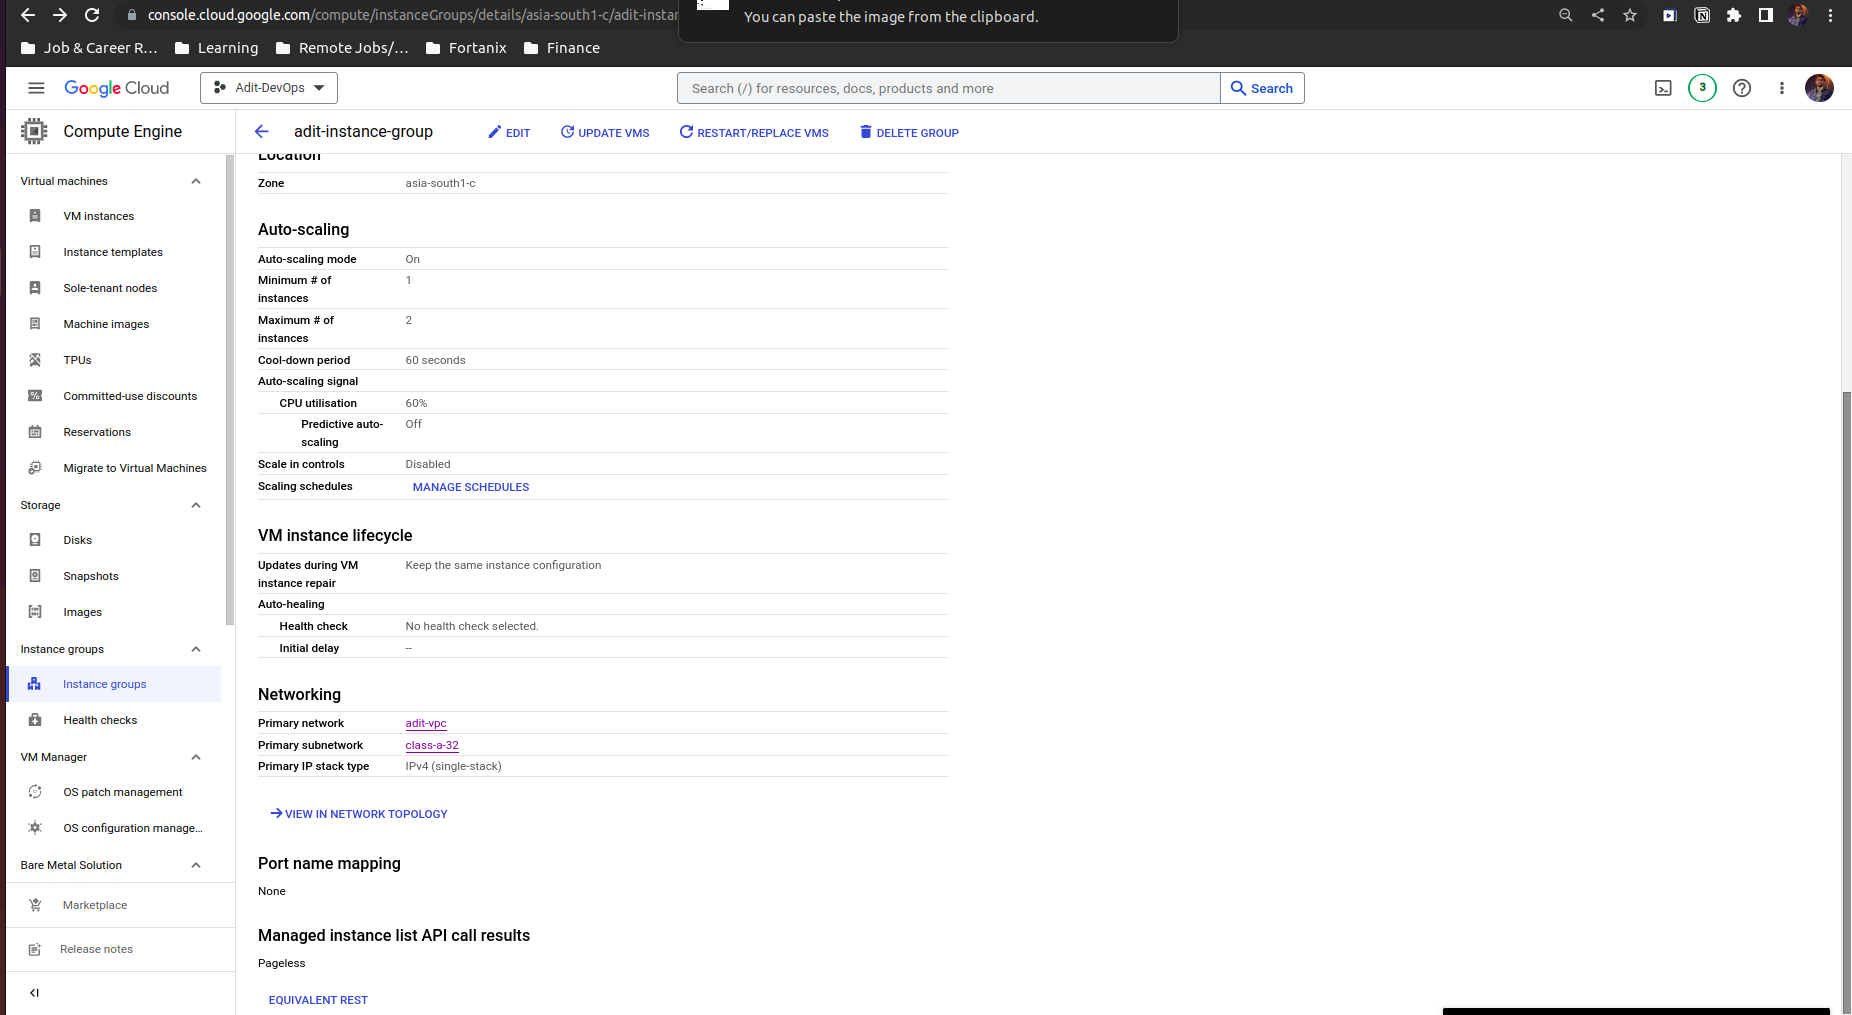 You can paste the image from the clipboard.
console.cloud.google.com/compute/instanceGroups/details/asia-south1-c/adit-instar
Job & Career R... Learning Remote Jobs/... Fortanix Finance
Google Cloud Adit-DevOps Search (/) for resources, docs, products and more Search 3
Compute Engine adit-instance-group EDIT UPDATE VMS RESTART/REPLACE VMS DELETE GROUP
Virtual machines
VM instances
Instance templates
Sole-tenant nodes
Machine images
TPUs
Committed-use discounts
Reservations
Migrate to Virtual Machines
Storage
Disks
Snapshots
Images
Instance groups
Instance groups
Health checks
VM Manager
OS patch management
OS configuration manage...
Bare Metal Solution
Marketplace
Release notes
Location
Zone asia-south1-c
Auto-scaling
Auto-scaling mode On
Minimum # of 1
instances
Maximum # of 2
instances
Cool-down period 60 seconds
Auto-scaling signal
CPU utilisation 60%
Predictive auto- Off
scaling
Scale in controls Disabled
Scaling schedules MANAGE SCHEDULES
VM instance lifecycle
Updates during VM Keep the same instance configuration
instance repair
Auto-healing
Health check No health check selected.
Initial delay --
Networking
Primary network adit-vpc
Primary subnetwork class-a-32
Primary IP stack type IPv4 (single-stack)
VIEW IN NETWORK TOPOLOGY
Port name mapping
None
Managed instance list API call results
Pageless
EQUIVALENT REST